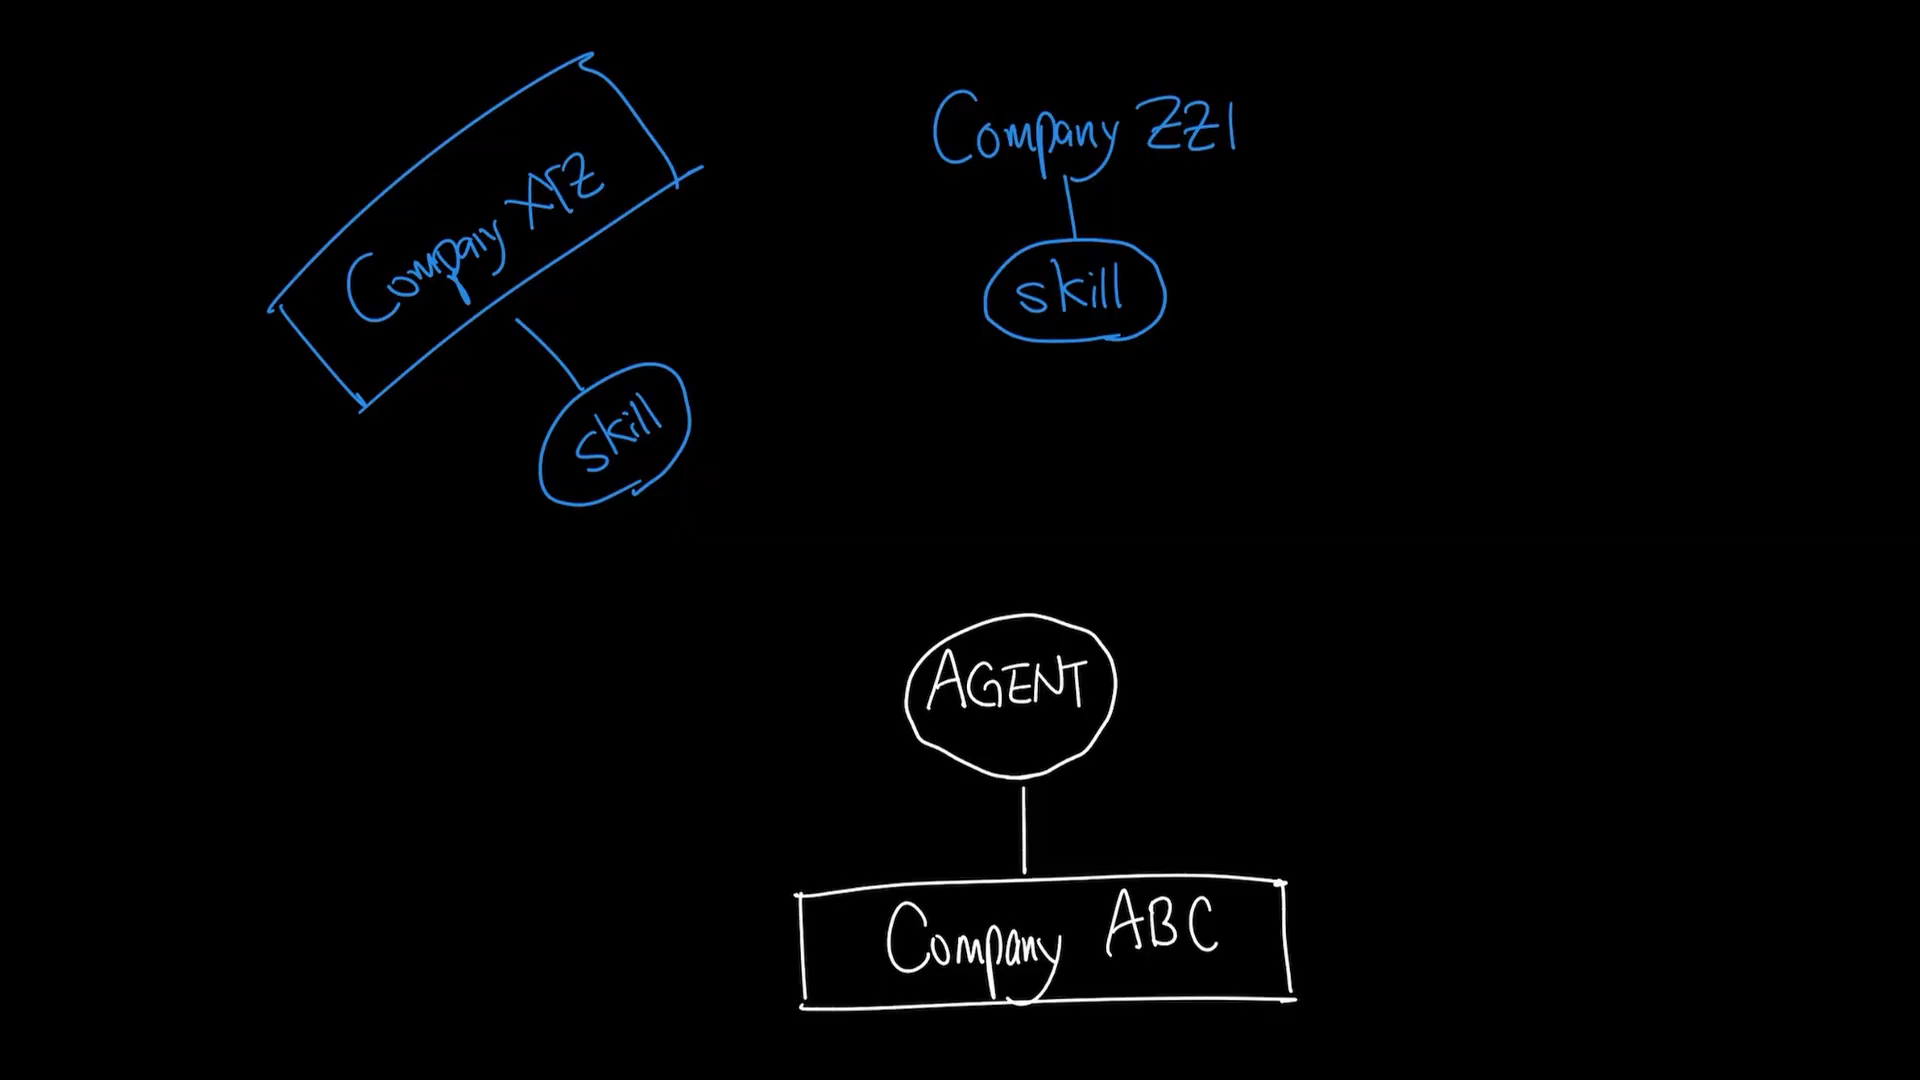 Company XYZ
skill
Company ZZ1
skill
AGENT
Company ABC